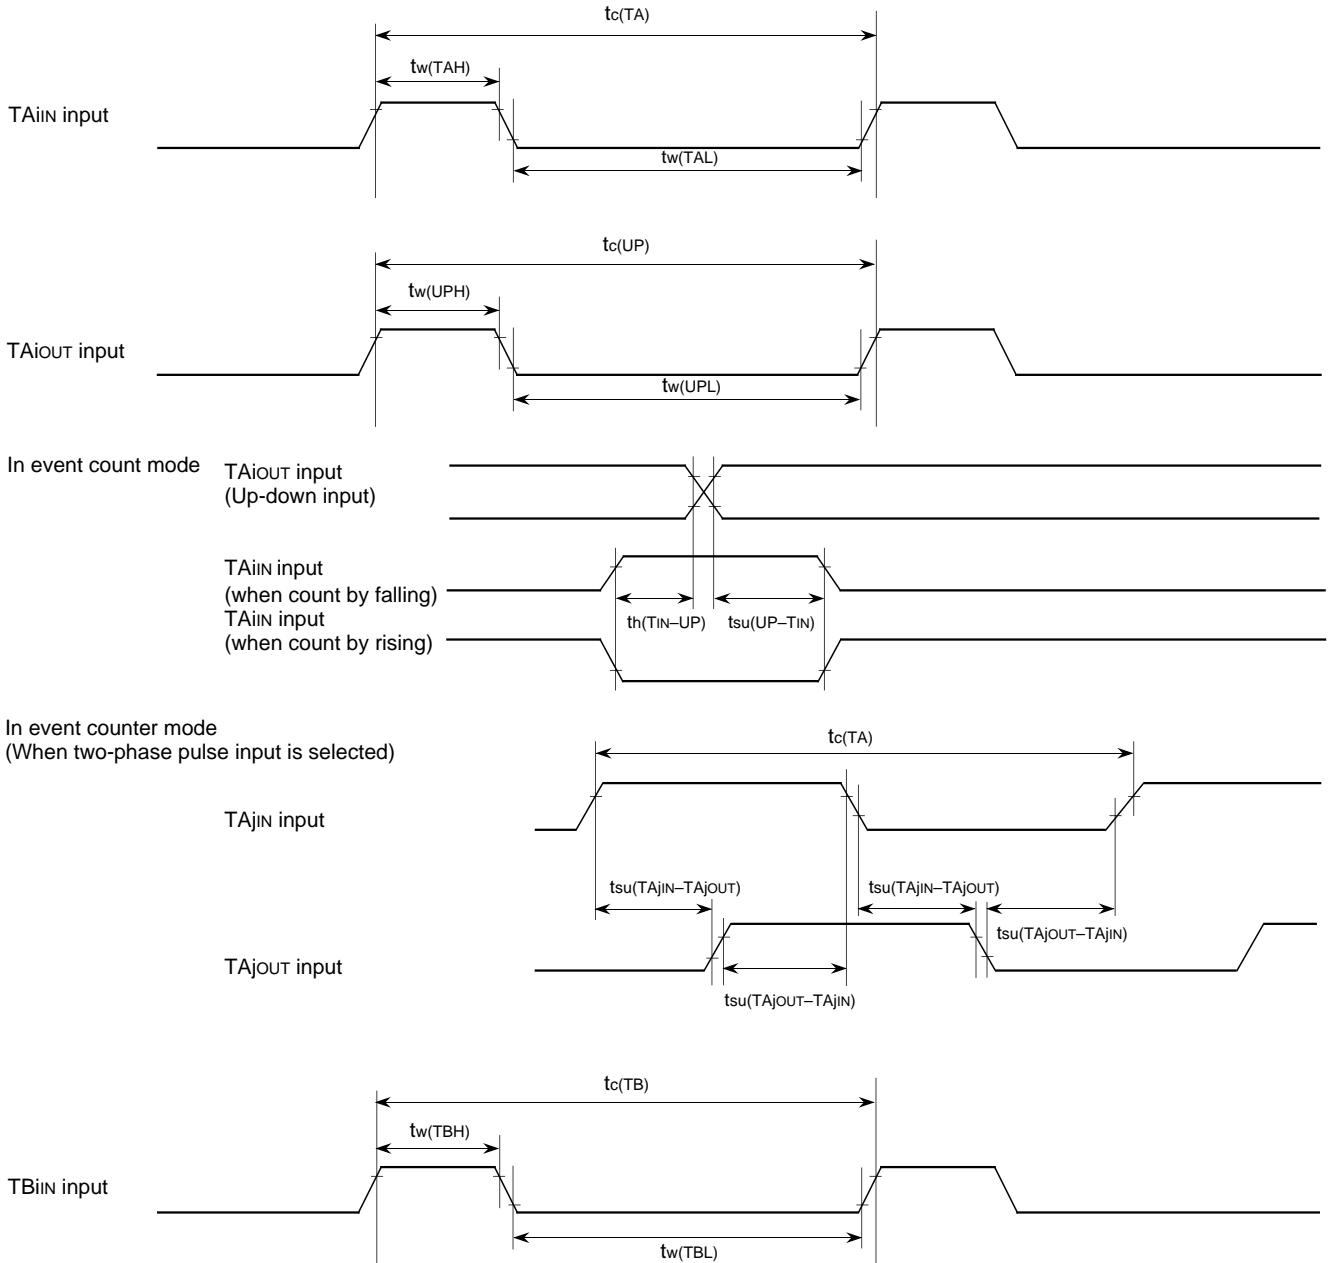 tc(TA)
tw(TAH)
TAiIN input
tw(TAL)
tc(UP)
tw(UPH)
TAiOUT input
tw(UPL)
In event count mode
TAiOUT input
(Up-down input)
TAiIN input
(when count by falling)
TAiIN input
(when count by rising)
th(TIN–UP)
tsu(UP–TIN)
In event counter mode
(When two-phase pulse input is selected)
tc(TA)
TAjIN input
tsu(TAjIN–TAjOUT)
tsu(TAjIN–TAjOUT)
tsu(TAjOUT–TAjIN)
TAjOUT input
tsu(TAjOUT–TAjIN)
tc(TB)
tw(TBH)
TBiIN input
tw(TBL)